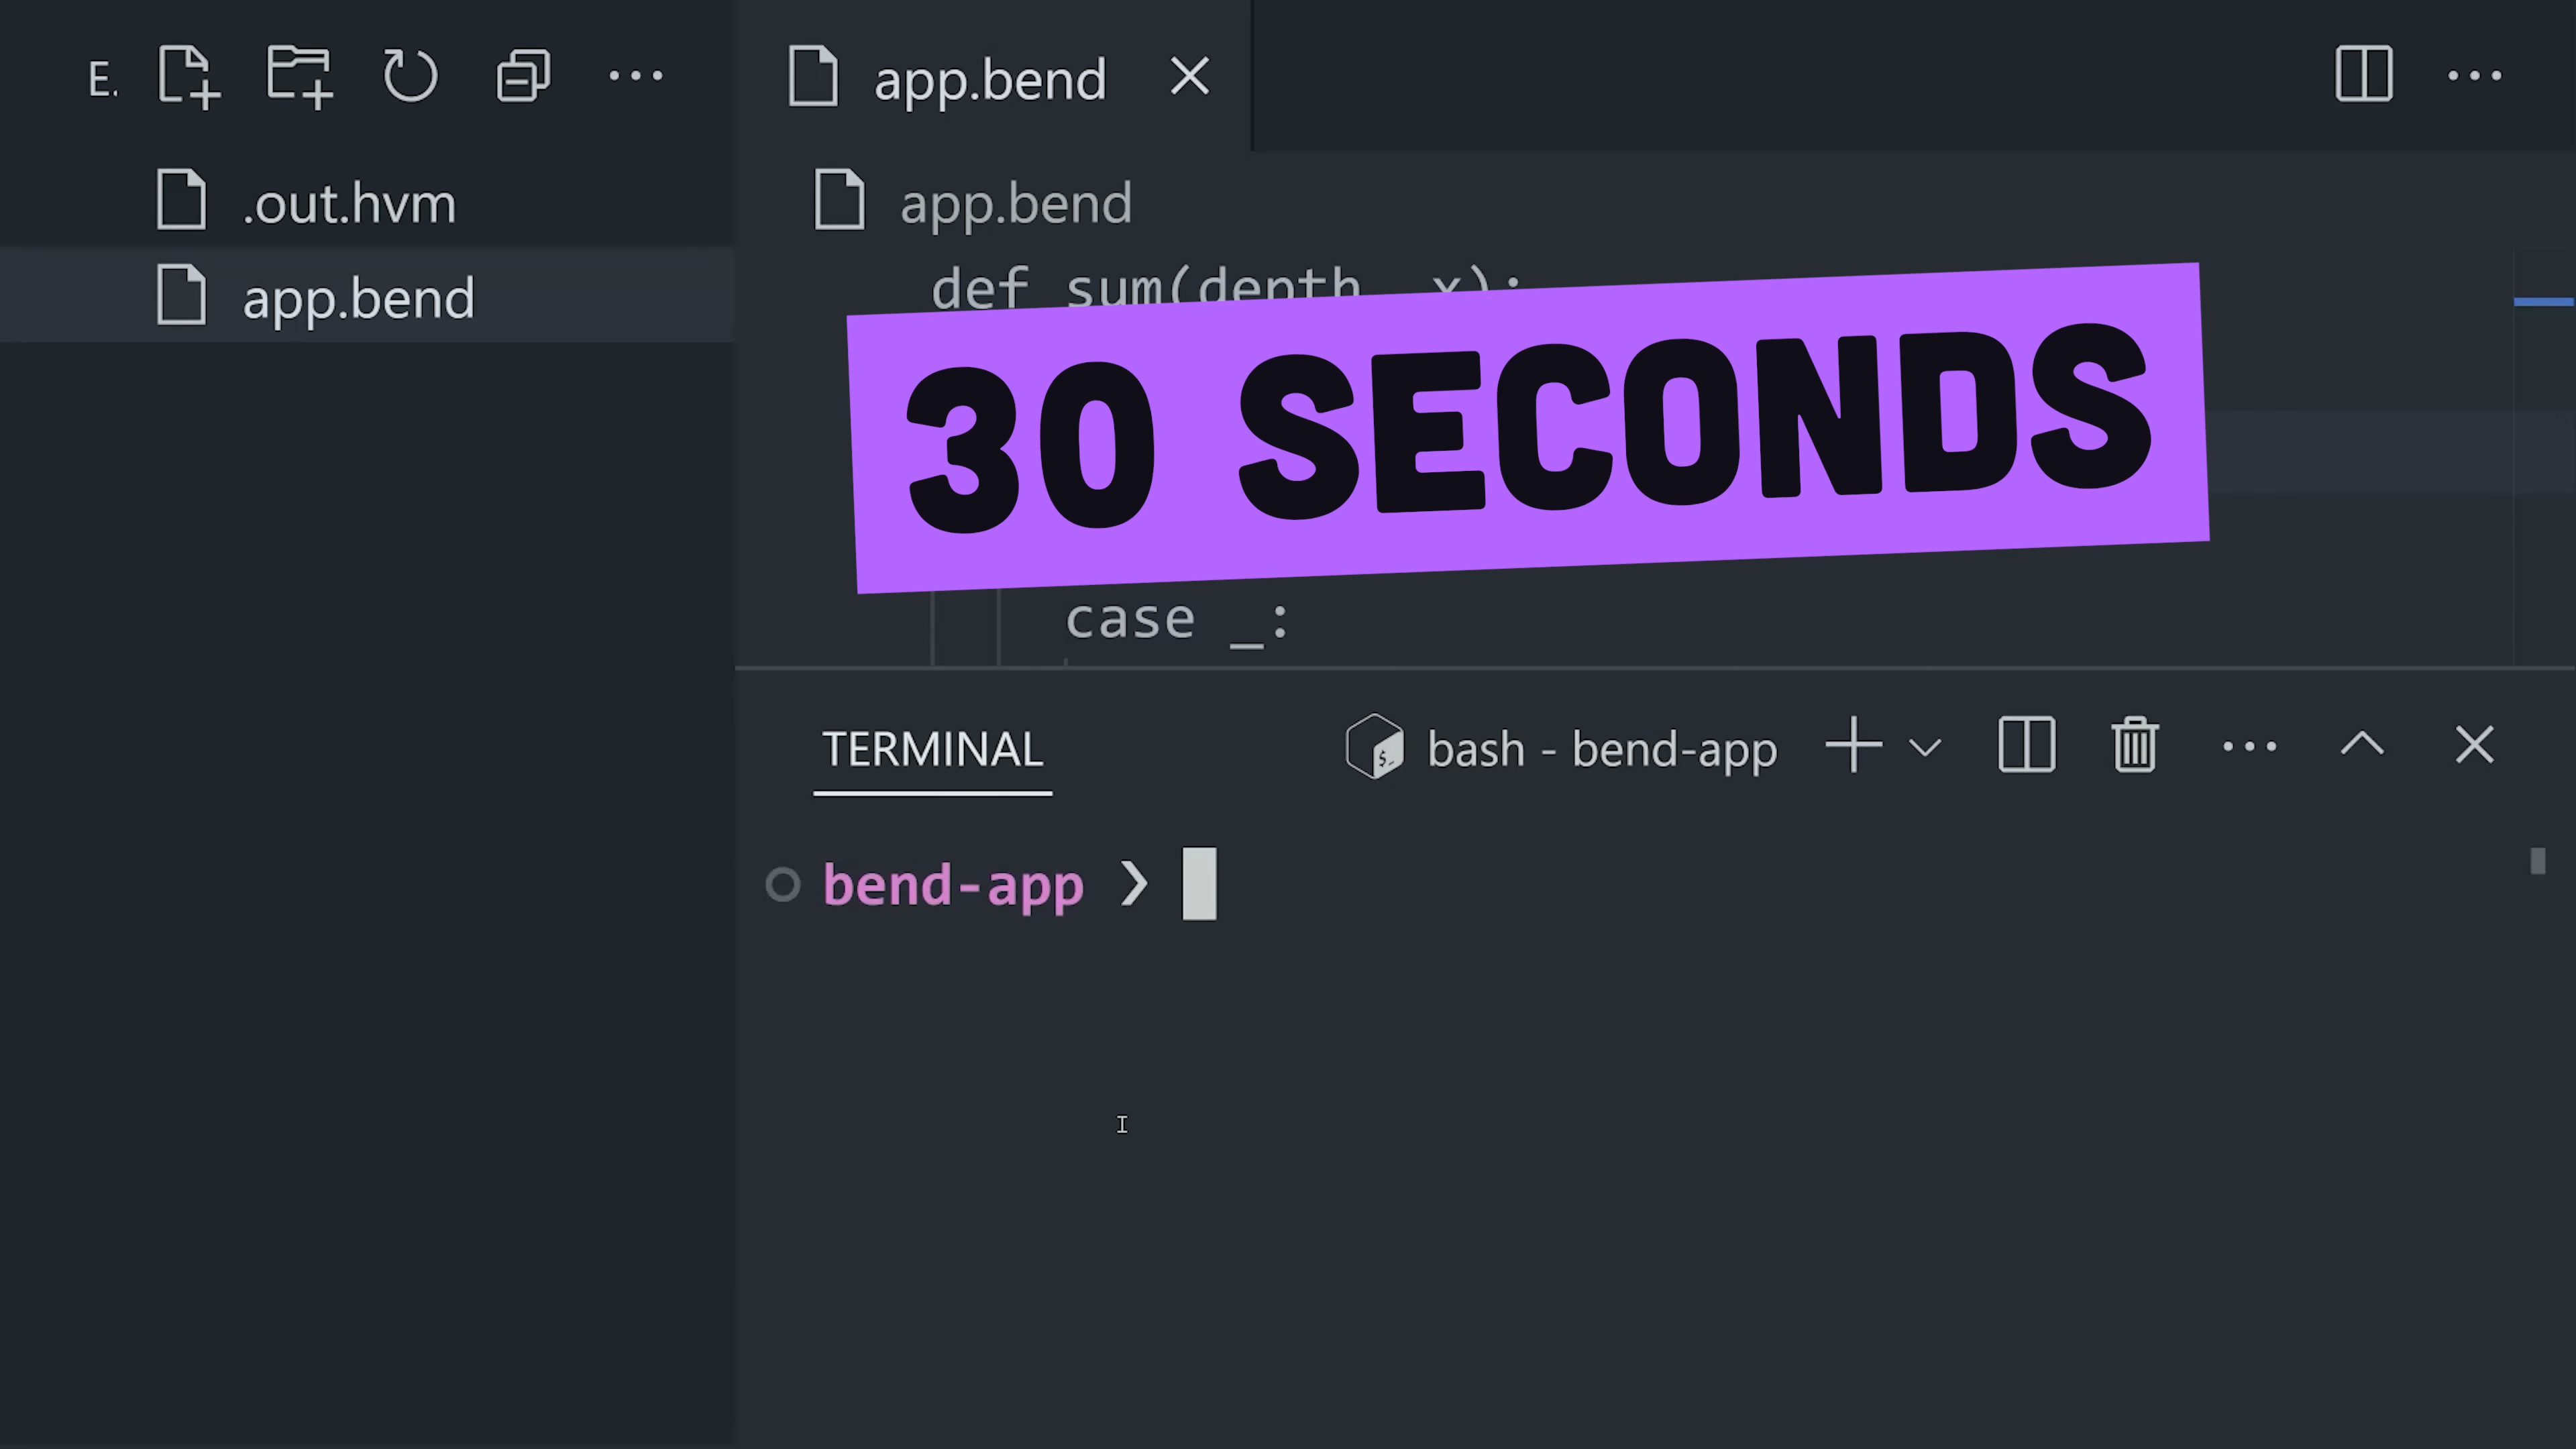 E.
.out.hvm
app.bend
app.bend
app.bend
def sum(depth, x):
30 SECONDS
case _:
TERMINAL
bash - bend-app
bend-app ❯